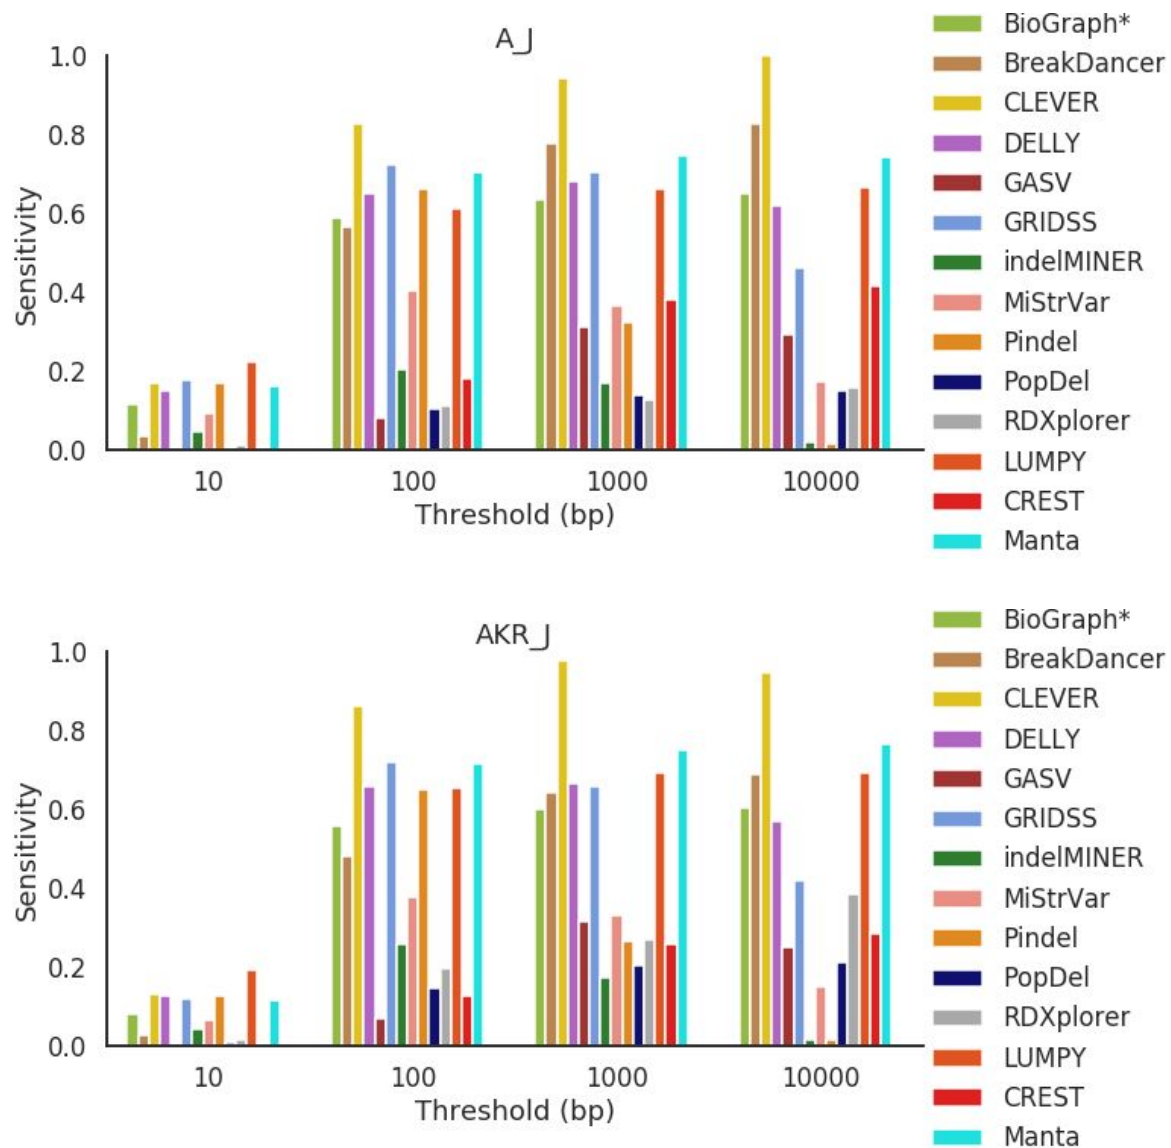 A_J
1.0
0.8
0.6
0.4
0.2
0.0
Sensitivity
10 100 1000 10000
Threshold (bp)
BioGraph*
BreakDancer
CLEVER
DELLY
GASV
GRIDSS
indelMINER
MiStrVar
Pindel
PopDel
RDXplorer
LUMPY
CREST
Manta
AKR_J
1.0
0.8
0.6
0.4
0.2
0.0
Sensitivity
10 100 1000 10000
Threshold (bp)
BioGraph*
BreakDancer
CLEVER
DELLY
GASV
GRIDSS
indelMINER
MiStrVar
Pindel
PopDel
RDXplorer
LUMPY
CREST
Manta